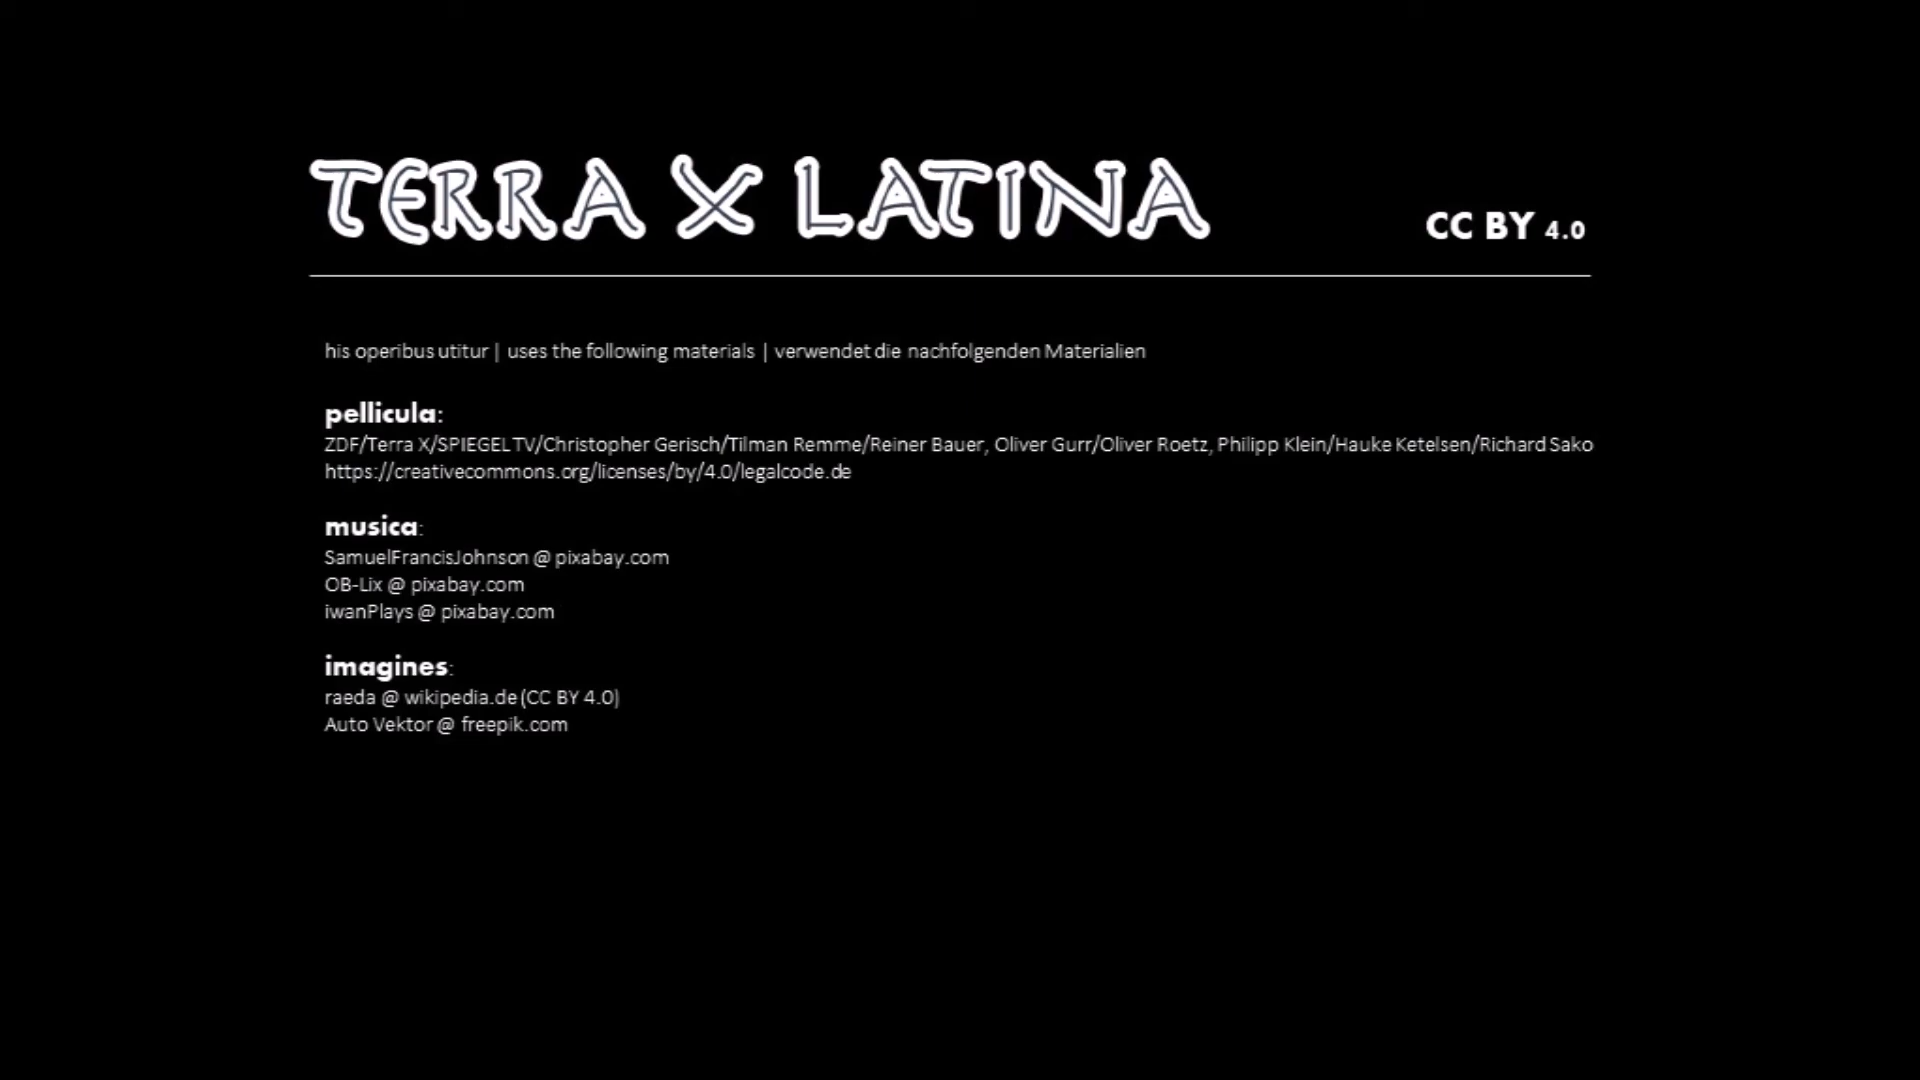 TERRA X LATINA
CC BY 4.0
his operibus utitur | uses the following materials | verwendet die nachfolgenden Materialien
pellicula:
ZDF/Terra X/SPIEGEL TV/Christopher Gerisch/Tilman Remme/Reiner Bauer, Oliver Gurr/Oliver Roetz, Philipp Klein/Hauke Ketelsen/Richard Sako
https://creativecommons.org/licenses/by/4.0/legalcode.de
musica:
SamuelFrancisJohnson @ pixabay.com
OB-Lix @ pixabay.com
iwanPlays @ pixabay.com
imagines:
raeda @ wikipedia.de (CC BY 4.0)
Auto Vektor @ freepik.com